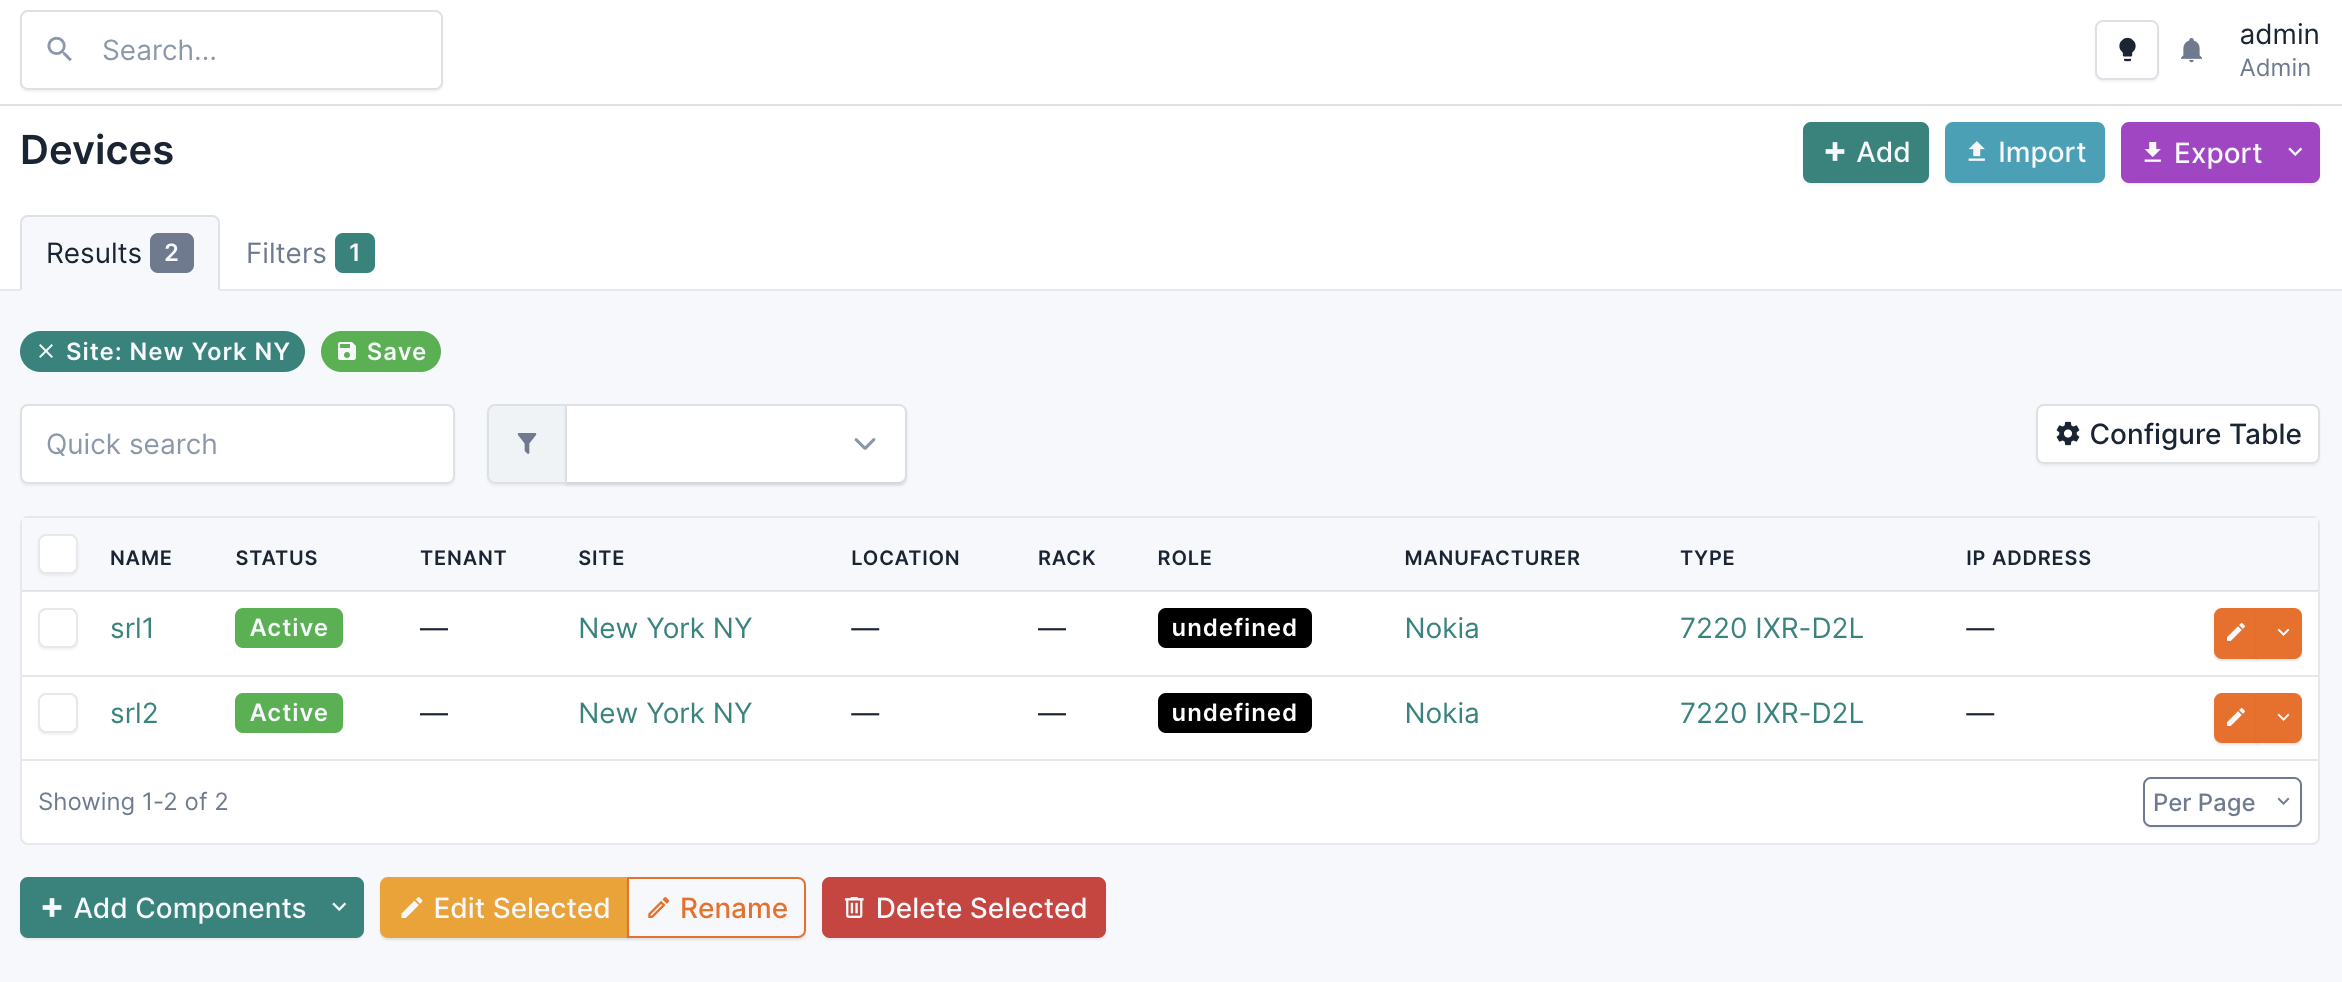 Search...
admin
Admin
Devices
Add
Import
Export
Results 2
Filters 1
Site: New York NY
Save
Quick search
Configure Table
NAME STATUS TENANT SITE LOCATION RACK ROLE MANUFACTURER TYPE IP ADDRESS
srl1 Active — New York NY — — undefined Nokia 7220 IXR-D2L —
srl2 Active — New York NY — — undefined Nokia 7220 IXR-D2L —
Showing 1-2 of 2
Per Page
Add Components
Edit Selected
Rename
Delete Selected